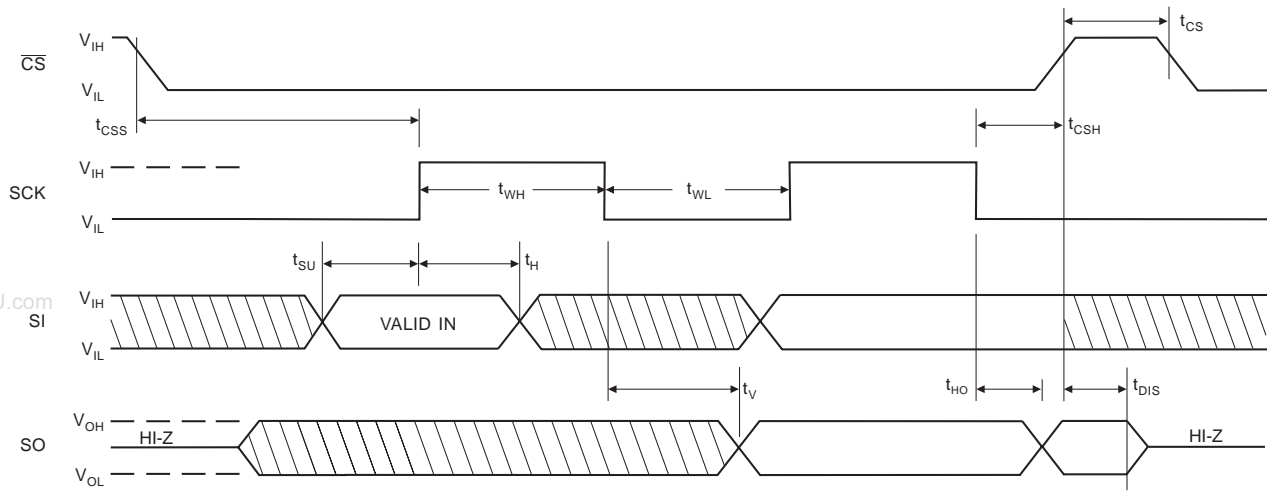 t_CS
V_IH
CS
V_IL
t_CSS
t_CSH
V_IH
SCK
t_WH
t_WL
V_IL
t_SU
t_H
U.com
V_IH
SI
VALID IN
V_IL
t_V
t_HO
t_DIS
V_OH
SO
HI-Z
HI-Z
V_OL